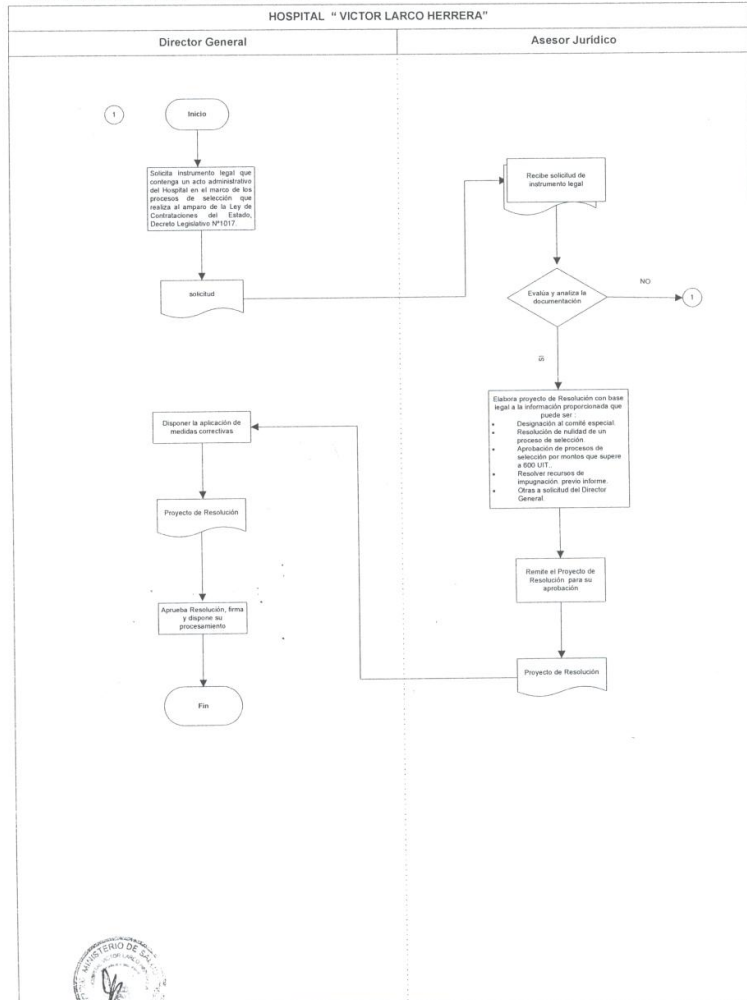 HOSPITAL “ VICTOR LARCO HERRERA”
Director General
Asesor Jurídico
1
Inicio
Solicita instrumento legal que
contenga un acto administrativo
del Hospital en el marco de los
procesos de selección que
realiza al amparo de la Ley de
Contrataciones del Estado,
Decreto Legislativo Nº1017.
solicitud
Recibe solicitud de
instrumento legal
Evalúa y analiza la
documentación
NO
1
SI
Elabora proyecto de Resolución con base
legal a la información proporcionada que
puede ser :
• Designación al comité especial.
• Resolución de nulidad de un
proceso de selección.
• Aprobación de procesos de
selección por montos que supere
a 600 UIT..
• Resolver recursos de
impugnación previo informe.
• Otras a solicitud del Director
General.
Remite el Proyecto de
Resolución para su
aprobación
Proyecto de Resolución
Disponer la aplicación de
medidas correctivas
Proyecto de Resolución
Aprueba Resolución, firma
y dispone su
procesamiento
Fin
MINISTERIO DE